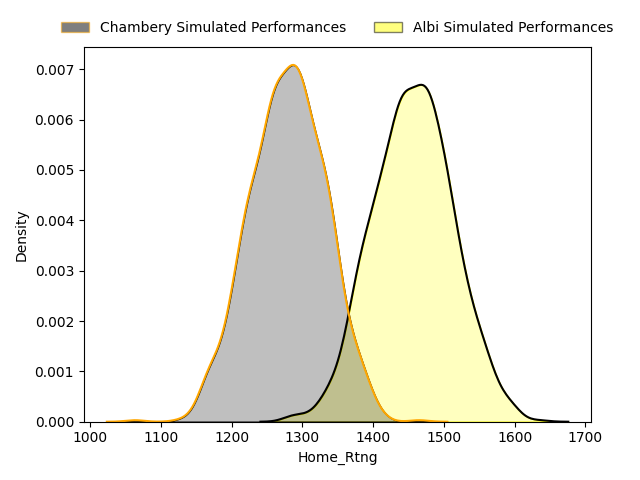 Chambery Simulated Performances Albi Simulated Performances
0.007
0.006
0.005
0.004
0.003
0.002
0.001
0.000
Density
1000 1100 1200 1300 1400 1500 1600 1700
Home_Rtng